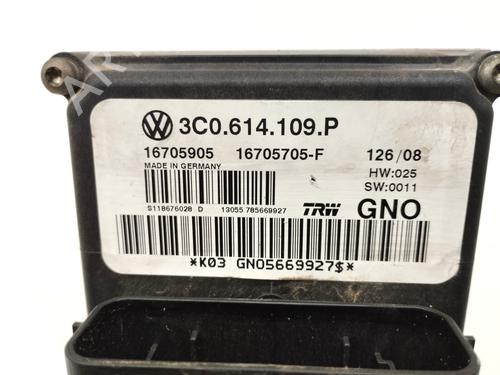 3C0.614.109.P
16705905 16705705-F 126/08
MADE IN GERMANY HW:025
SW:0011
S118676028 D 13055 785669927 TRW GNO
*K03 GNO5669927$*